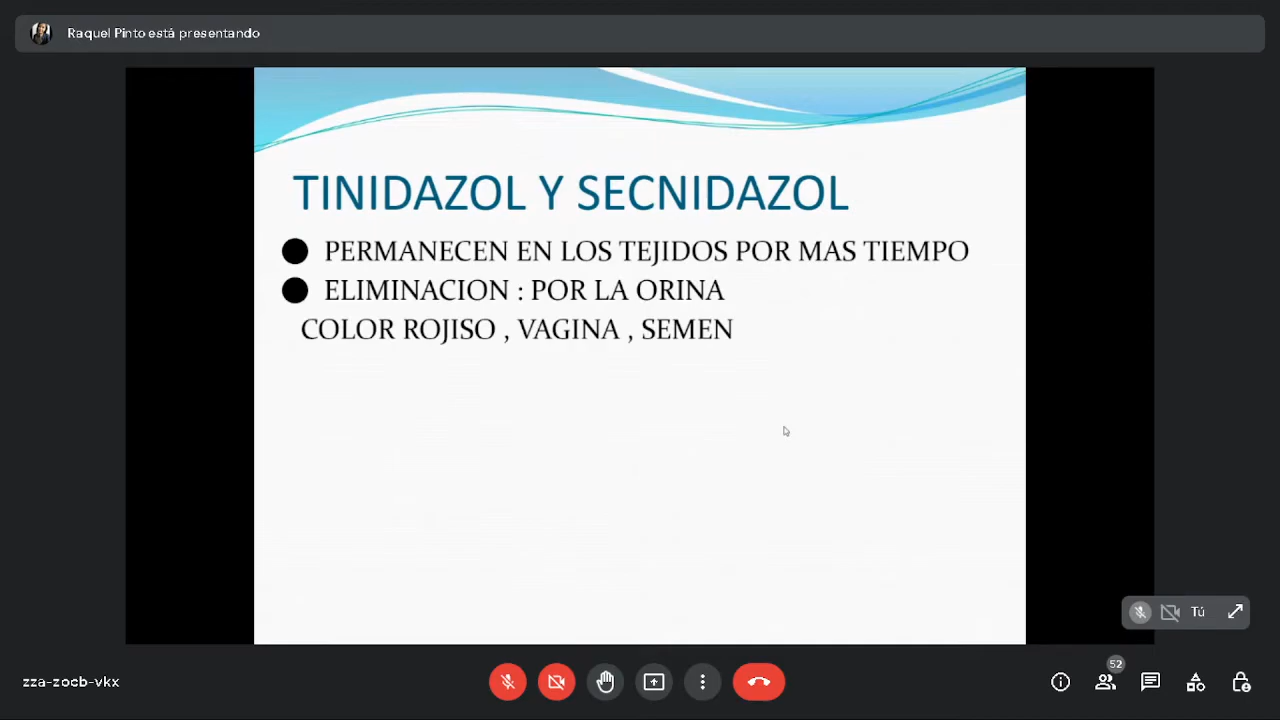 Raquel Pinto está presentando
TINIDAZOL Y SECNIDAZOL
● PERMANECEN EN LOS TEJIDOS POR MAS TIEMPO
● ELIMINACION : POR LA ORINA
COLOR ROJISO , VAGINA , SEMEN
Tú
52
zza-zocb-vkx